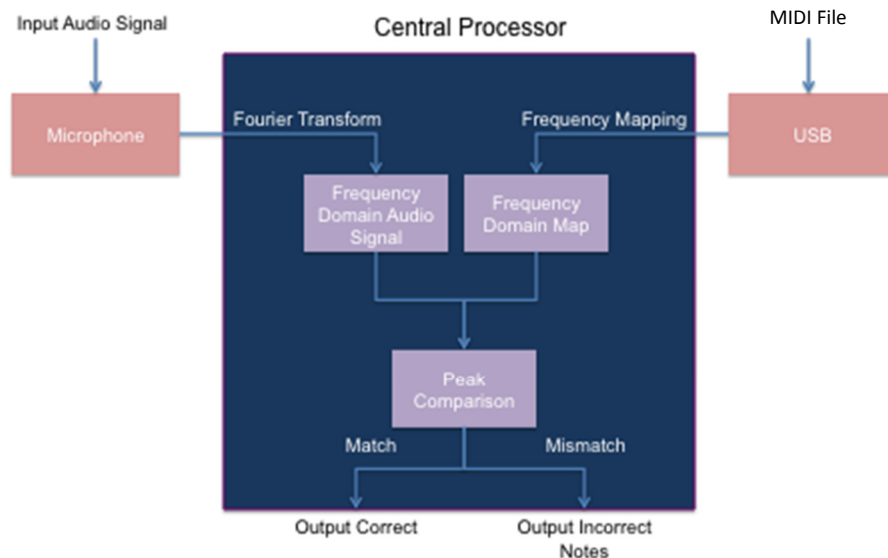 Input Audio Signal
Central Processor
MIDI File
Microphone
Fourier Transform
Frequency Mapping
USB
Frequency
Domain Audio
Signal
Frequency
Domain Map
Peak
Comparison
Match
Mismatch
Output Correct
Output Incorrect
Notes